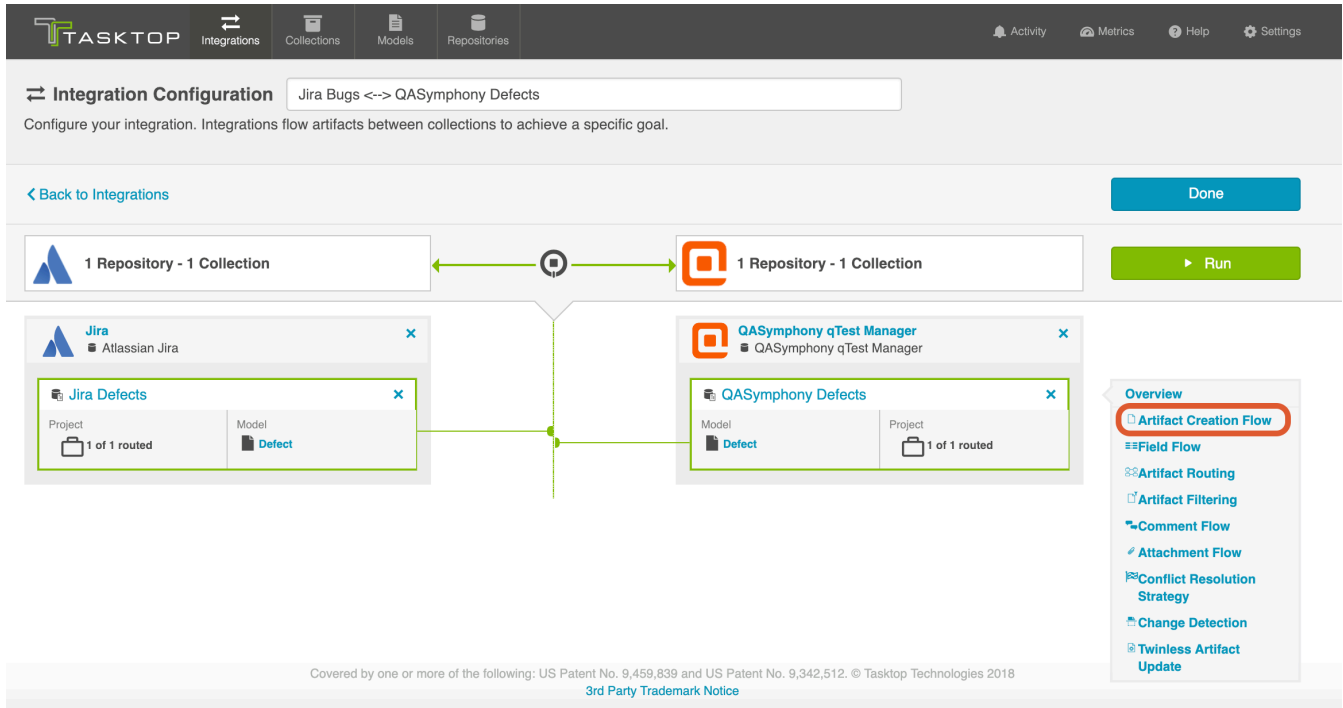 TASKTOP
Integrations
Collections
Models
Repositories
Activity
Metrics
Help
Settings
Integration Configuration
Jira Bugs <--> QASymphony Defects
Configure your integration. Integrations flow artifacts between collections to achieve a specific goal.
Back to Integrations
Done
1 Repository - 1 Collection
1 Repository - 1 Collection
Run
Jira
Atlassian Jira
QASymphony qTest Manager
QASymphony qTest Manager
Jira Defects
Project
1 of 1 routed
Model
Defect
QASymphony Defects
Model
Defect
Project
1 of 1 routed
Overview
Artifact Creation Flow
Field Flow
Artifact Routing
Artifact Filtering
Comment Flow
Attachment Flow
Conflict Resolution
Strategy
Change Detection
Twinless Artifact
Update
Covered by one or more of the following: US Patent No. 9,459,839 and US Patent No. 9,342,512. © Tasktop Technologies 2018
3rd Party Trademark Notice